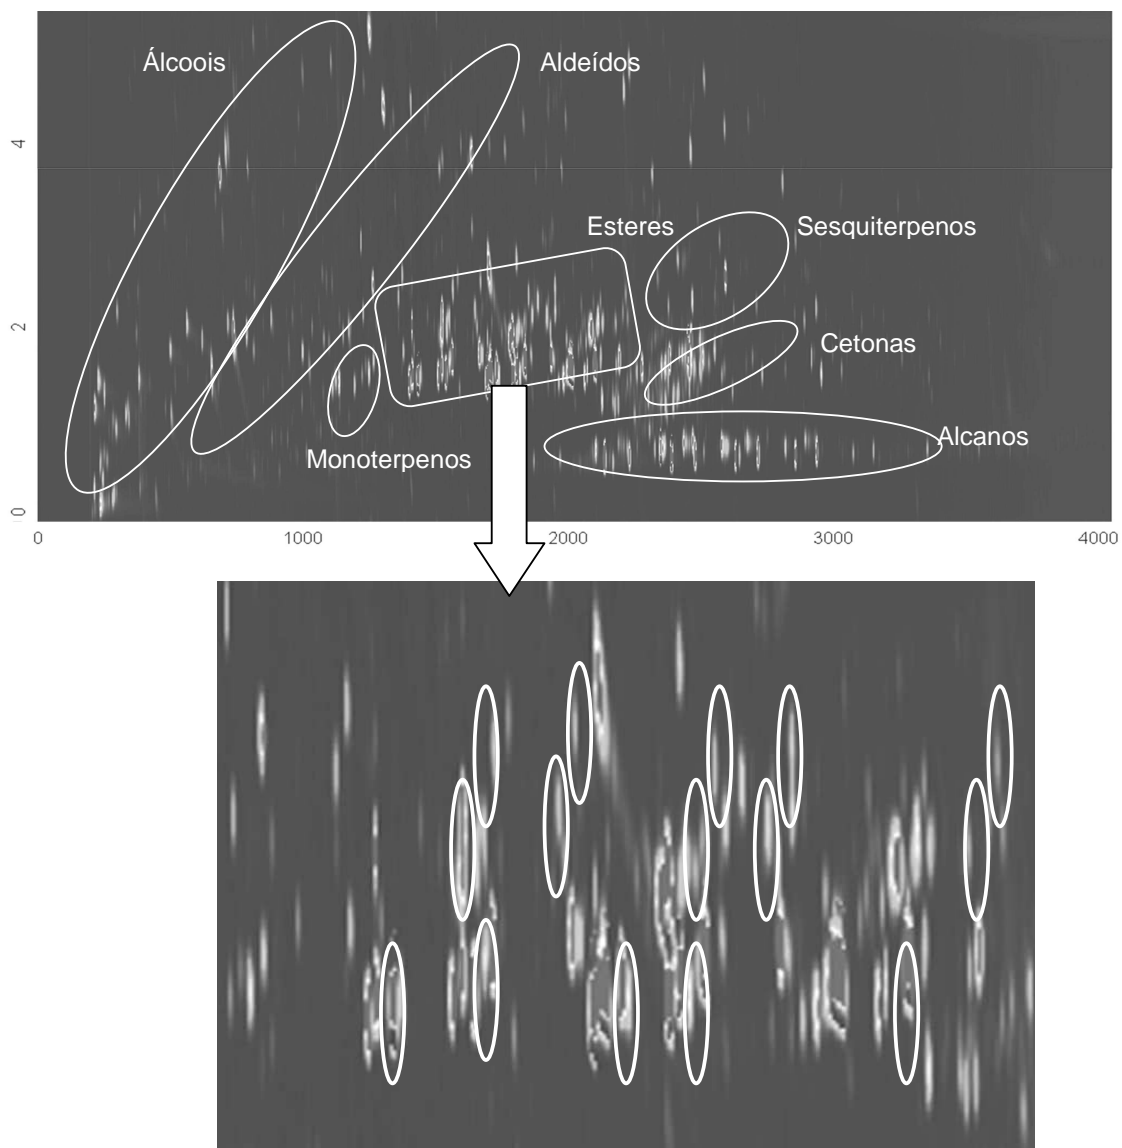 Álcoois
Aldeídos
4
Esteres
Sesquiterpenos
2
Cetonas
Alcanos
Monoterpenos
0
0 1000 2000 3000 4000